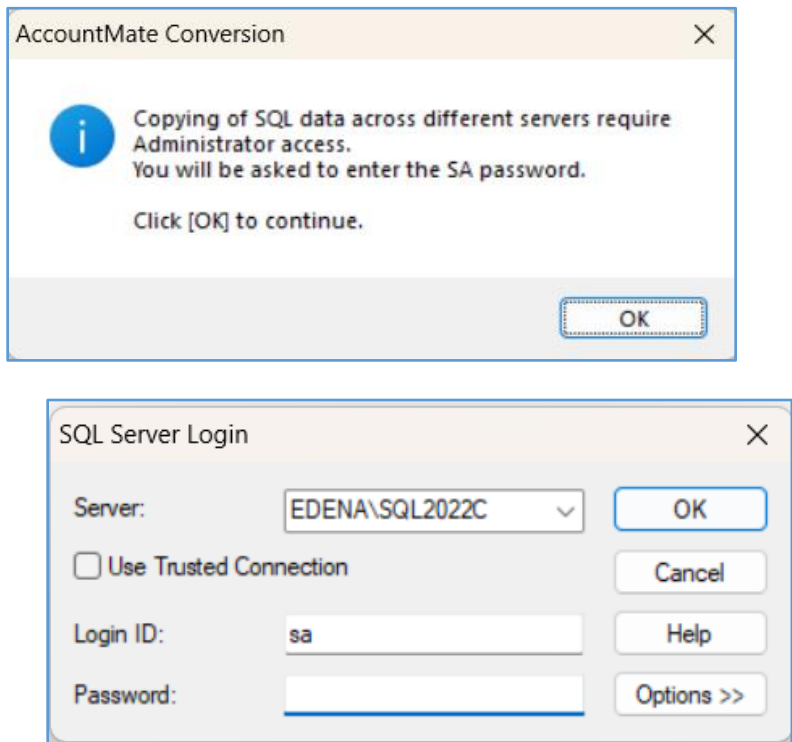 AccountMate Conversion
Copying of SQL data across different servers require
Administrator access.
You will be asked to enter the SA password.
Click [OK] to continue.
OK
SQL Server Login
Server: EDENA\SQL2022C OK
Use Trusted Connection Cancel
Login ID: sa Help
Password: Options >>